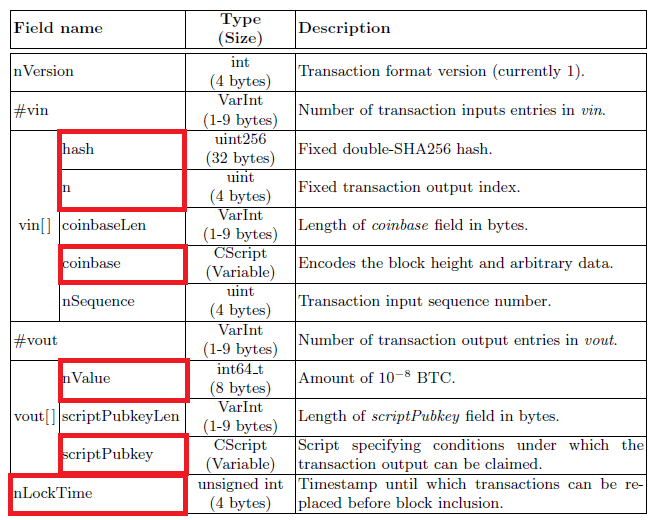 Field name Type (Size) Description
nVersion int (4 bytes) Transaction format version (currently 1).
#vin VarInt (1-9 bytes) Number of transaction inputs entries in vin.
vin[]
hash uint256 (32 bytes) Fixed double-SHA256 hash.
n uint (4 bytes) Fixed transaction output index.
coinbaseLen VarInt (1-9 bytes) Length of coinbase field in bytes.
coinbase CScript (Variable) Encodes the block height and arbitrary data.
nSequence uint (4 bytes) Transaction input sequence number.
#vout VarInt (1-9 bytes) Number of transaction output entries in vout.
vout[]
nValue int64_t (8 bytes) Amount of 10⁻⁸ BTC.
scriptPubkeyLen VarInt (1-9 bytes) Length of scriptPubkey field in bytes.
scriptPubkey CScript (Variable) Script specifying conditions under which the
transaction output can be claimed.
nLockTime unsigned int (4 bytes) Timestamp until which transactions can be re-
placed before block inclusion.